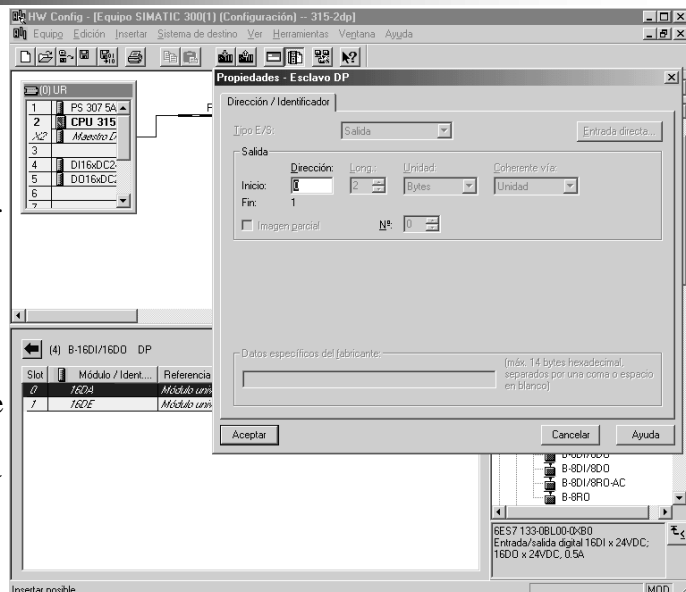 HW Config - [Equipo SIMATIC 300(1) (Configuración) -- 315-2dp]
Equipo Edición Insertar Sistema de destino Ver Herramientas Ventana Ayuda
(0) UR
1 PS 307 5A
2 CPU 315
X2 Maestro D
3
4 DI16xDC2
5 DO16xDC
6
7
Propiedades - Esclavo DP
Dirección / Identificador
Tipo E/S: Salida Entrada directa...
Salida
Dirección: Long.: Unidad: Coherente vía:
Inicio: 0 2 Bytes Unidad
Fin: 1
Imagen parcial Nº: 0
Datos específicos del fabricante:
(máx. 14 bytes hexadecimal,
separados por una coma o espacio
en blanco)
Aceptar Cancelar Ayuda
(4) B-16DI/16DO DP
Slot Módulo / Ident.... Referencia
0 16DA Módulo univ
1 16DE Módulo univ
B-8DI/8DO
B-8DI/8DO
B-8DI/8RO-AC
B-8RO
6ES7 133-0BL00-0XB0
Entrada/salida digital 16DI x 24VDC;
16DO x 24VDC, 0.5A
Insertar posible MOD